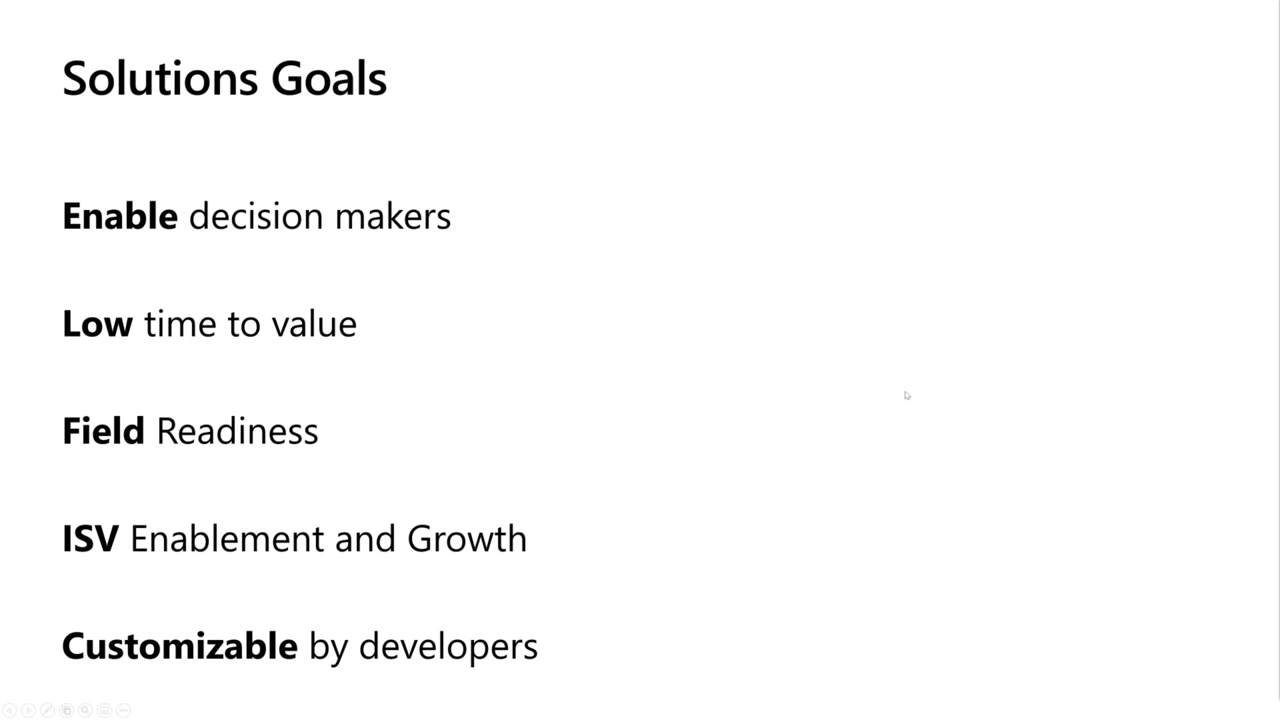 Solutions Goals
Enable decision makers
Low time to value
Field Readiness
ISV Enablement and Growth
Customizable by developers